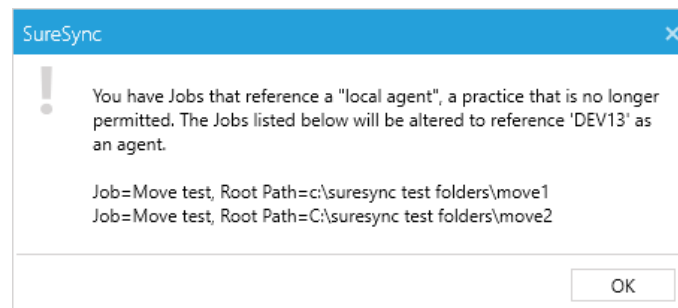 SureSync
You have Jobs that reference a "local agent", a practice that is no longer
permitted. The Jobs listed below will be altered to reference 'DEV13' as
an agent.
Job=Move test, Root Path=c:\suresync test folders\move1
Job=Move test, Root Path=C:\suresync test folders\move2
OK